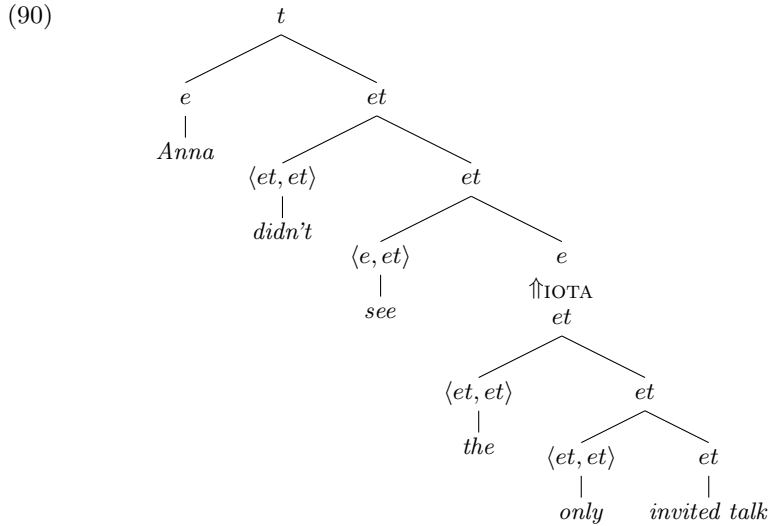 (90) t
e et
Anna
⟨et, et⟩ et
didn't
⟨e, et⟩ e
see ⇑IOTA
et
⟨et, et⟩ et
the
⟨et, et⟩ et
only invited talk